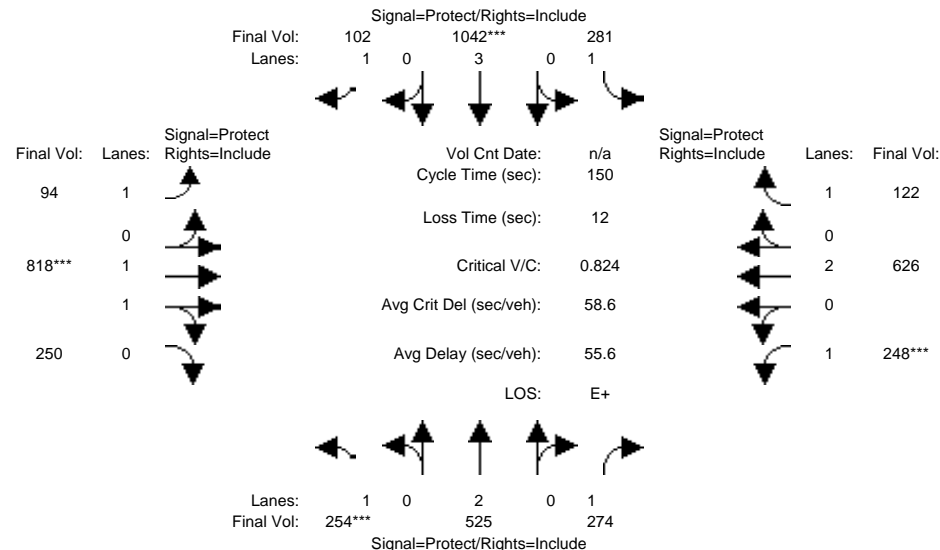 Signal=Protect/Rights=Include
Final Vol: 102 1042*** 281
Lanes: 1 0 3 0 1
Signal=Protect Signal=Protect
Final Vol: Lanes: Rights=Include Vol Cnt Date: n/a Rights=Include Lanes: Final Vol:
Cycle Time (sec): 150
94 1 1 122
Loss Time (sec): 12
0 0
818*** 1 Critical V/C: 0.824 2 626
1 Avg Crit Del (sec/veh): 58.6 0
250 0 Avg Delay (sec/veh): 55.6 1 248***
LOS: E+
Lanes: 1 0 2 0 1
Final Vol: 254*** 525 274
Signal=Protect/Rights=Include